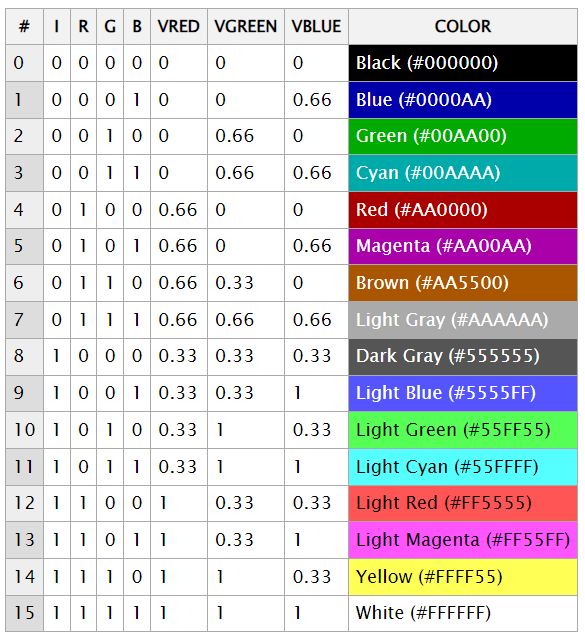 # I R G B VRED VGREEN VBLUE COLOR
0 0 0 0 0 0 0 0 Black (#000000)
1 0 0 0 1 0 0 0.66 Blue (#0000AA)
2 0 0 1 0 0 0.66 0 Green (#00AA00)
3 0 0 1 1 0 0.66 0.66 Cyan (#00AAAA)
4 0 1 0 0 0.66 0 0 Red (#AA0000)
5 0 1 0 1 0.66 0 0.66 Magenta (#AA00AA)
6 0 1 1 0 0.66 0.33 0 Brown (#AA5500)
7 0 1 1 1 0.66 0.66 0.66 Light Gray (#AAAAAA)
8 1 0 0 0 0.33 0.33 0.33 Dark Gray (#555555)
9 1 0 0 1 0.33 0.33 1 Light Blue (#5555FF)
10 1 0 1 0 0.33 1 0.33 Light Green (#55FF55)
11 1 0 1 1 0.33 1 1 Light Cyan (#55FFFF)
12 1 1 0 0 1 0.33 0.33 Light Red (#FF5555)
13 1 1 0 1 1 0.33 1 Light Magenta (#FF55FF)
14 1 1 1 0 1 1 0.33 Yellow (#FFFF55)
15 1 1 1 1 1 1 1 White (#FFFFFF)